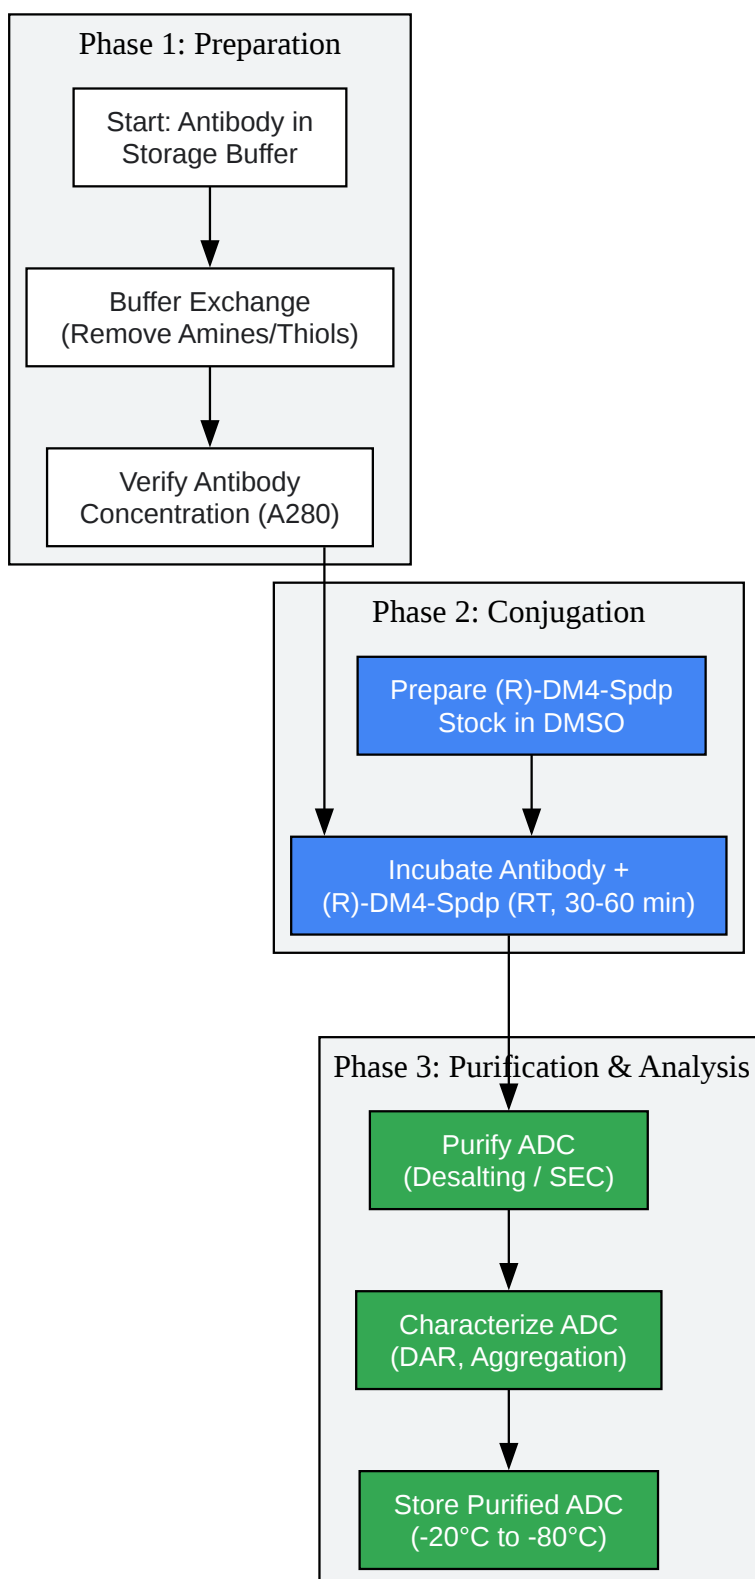 Phase 1: Preparation
Start: Antibody in
Storage Buffer
Buffer Exchange
(Remove Amines/Thiols)
Verify Antibody
Concentration (A280)
Phase 2: Conjugation
Prepare (R)-DM4-Spdp
Stock in DMSO
Incubate Antibody +
(R)-DM4-Spdp (RT, 30-60 min)
Phase 3: Purification & Analysis
Purify ADC
(Desalting / SEC)
Characterize ADC
(DAR, Aggregation)
Store Purified ADC
(-20°C to -80°C)